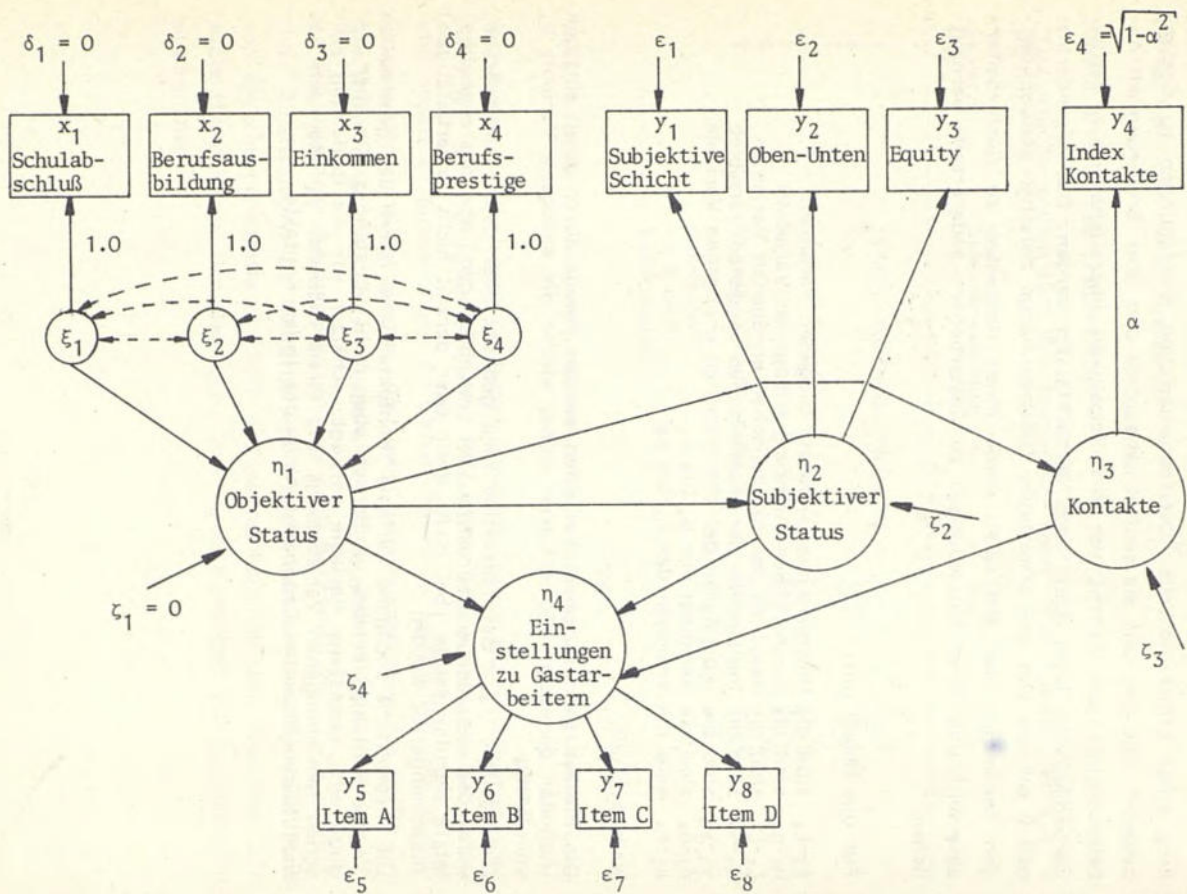 δ₁ = 0 δ₂ = 0 δ₃ = 0 δ₄ = 0 ε₁ ε₂ ε₃ ε₄ = √1-α²
x₁ x₂ x₃ x₄ y₁ y₂ y₃ y₄
Schulab-
schluß
Berufsaus-
bildung
Einkommen
Berufs-
prestige
Subjektive
Schicht
Oben-Unten
Equity
Index
Kontakte
1.0 1.0 1.0 1.0
ξ₁ ξ₂ ξ₃ ξ₄ α
η₁
Objektiver
Status
η₂
Subjektiver
Status
η₃
Kontakte
ζ₂
ζ₁ = 0
η₄
Ein-
stellungen
zu Gastar-
beitern
ζ₄
ζ₃
y₅ y₆ y₇ y₈
Item A Item B Item C Item D
ε₅ ε₆ ε₇ ε₈